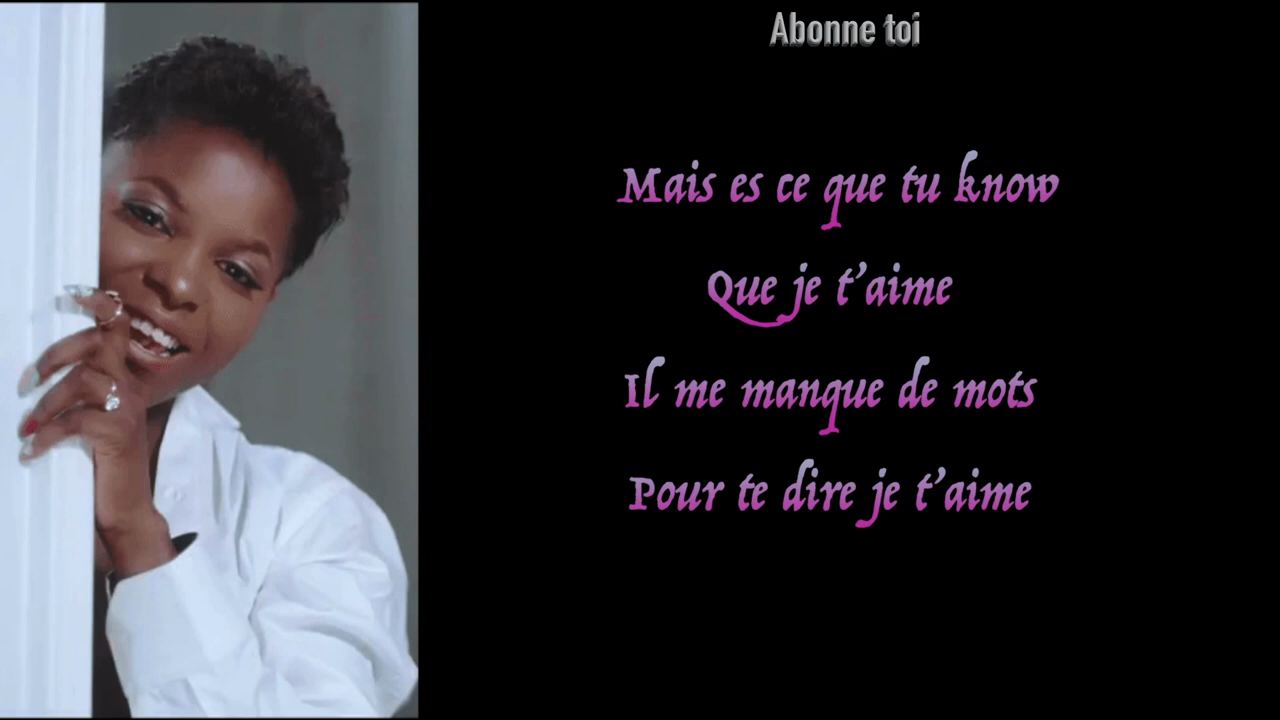 Abonne toi
Mais es ce que tu know
Que je t'aime
Il me manque de mots
Pour te dire je t'aime